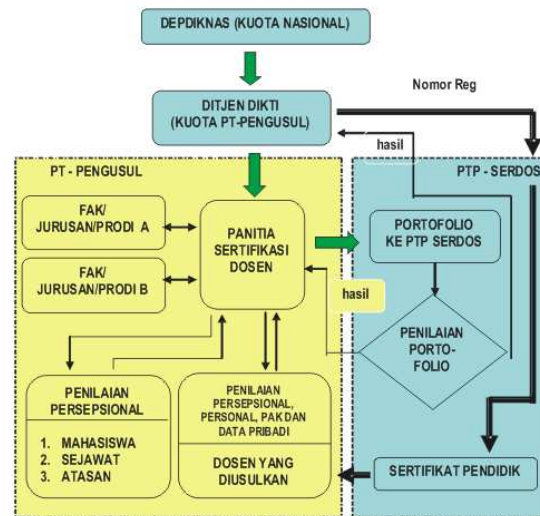 DEPDIKNAS (KUOTA NASIONAL)
Nomor Reg
DITJEN DIKTI
(KUOTA PT-PENGUSUL)
hasil
PT - PENGUSUL
PTP - SERDOS
FAK/
JURUSAN/PRODI A
PANITIA
SERTIFIKASI
DOSEN
PORTOFOLIO
KE PTP SERDOS
FAK/
JURUSAN/PRODI B
hasil
PENILAIAN
PORTO-
FOLIO
PENILAIAN
PERSEPSIONAL
1. MAHASISWA
2. SEJAWAT
3. ATASAN
PENILAIAN
PERSEPSIONAL,
PERSONAL, PAK DAN
DATA PRIBADI
DOSEN YANG
DIUSULKAN
SERTIFIKAT PENDIDIK